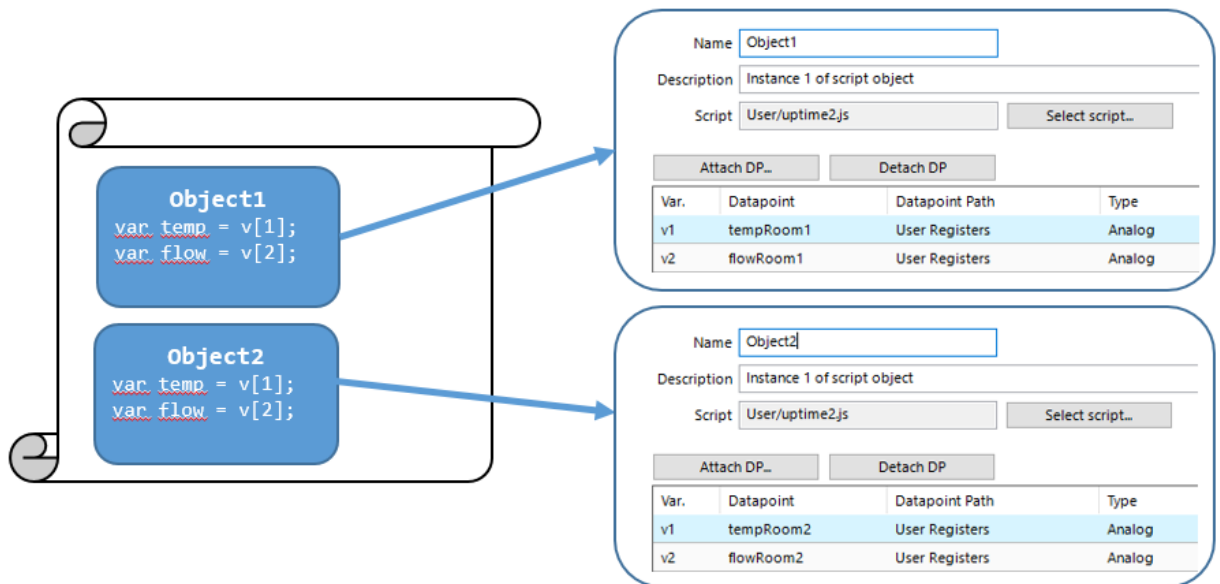 Object1
var temp = v[1];
var flow = v[2];
Object2
var temp = v[1];
var flow = v[2];
Name Object1
Description Instance 1 of script object
Script User/uptime2.js Select script...
Attach DP... Detach DP
Var. Datapoint Datapoint Path Type
v1 tempRoom1 User Registers Analog
v2 flowRoom1 User Registers Analog
Name Object2
Description Instance 1 of script object
Script User/uptime2.js Select script...
Attach DP... Detach DP
Var. Datapoint Datapoint Path Type
v1 tempRoom2 User Registers Analog
v2 flowRoom2 User Registers Analog